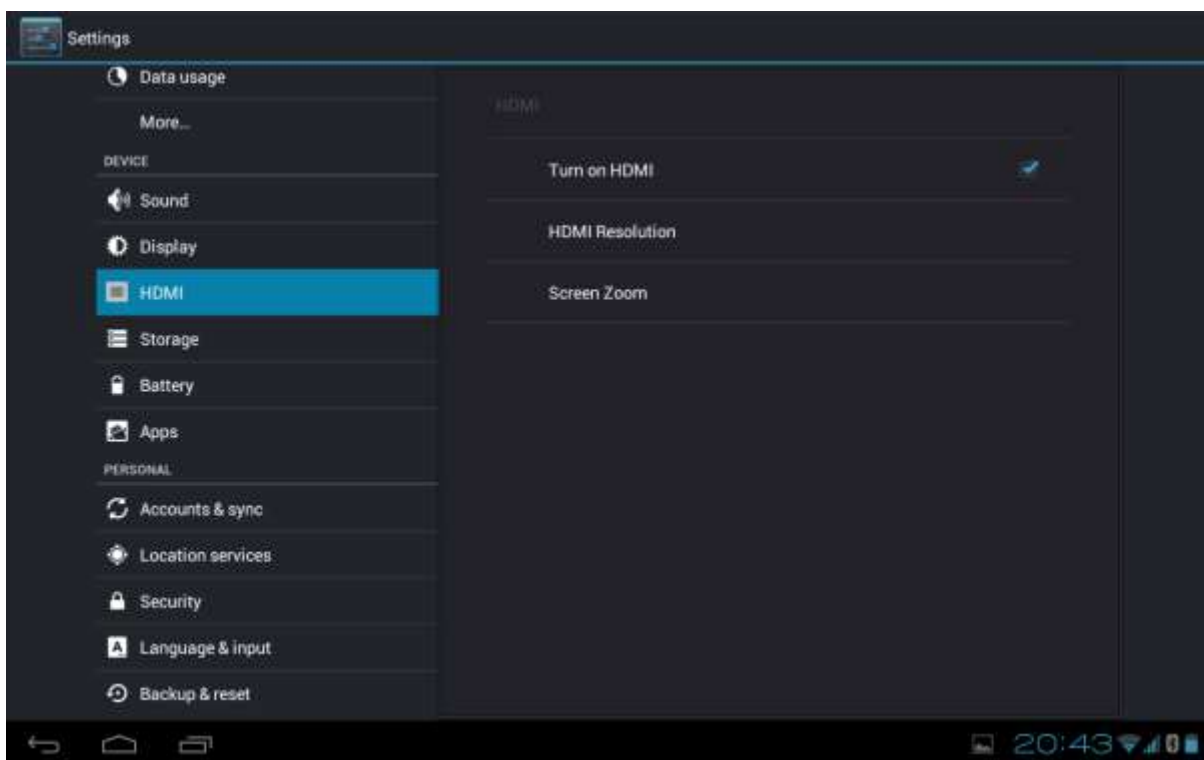 Settings
Data usage
More...
DEVICE
Sound
Display
HDMI
Storage
Battery
Apps
PERSONAL
Accounts & sync
Location services
Security
Language & input
Backup & reset
HDMI
Turn on HDMI
HDMI Resolution
Screen Zoom
20:43